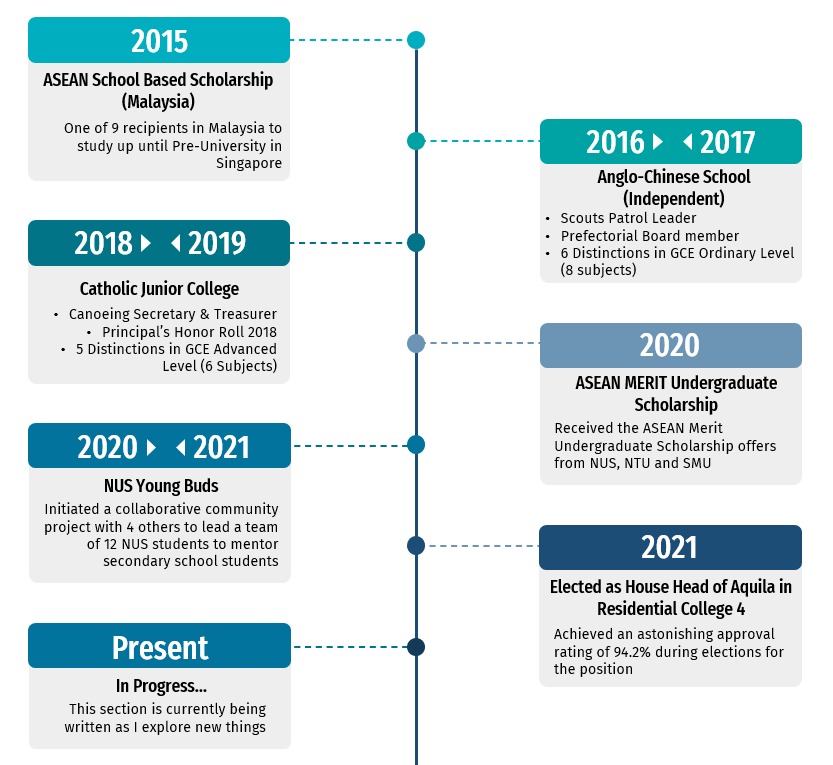 2015
ASEAN School Based Scholarship
(Malaysia)
One of 9 recipients in Malaysia to
study up until Pre-University in
Singapore
2016 2017
Anglo-Chinese School
(Independent)
• Scouts Patrol Leader
• Prefectorial Board member
• 6 Distinctions in GCE Ordinary Level
(8 subjects)
2018 2019
Catholic Junior College
• Canoeing Secretary & Treasurer
• Principal's Honor Roll 2018
• 5 Distinctions in GCE Advanced
Level (6 Subjects)
2020
ASEAN MERIT Undergraduate
Scholarship
Received the ASEAN Merit
Undergraduate Scholarship offers
from NUS, NTU and SMU
2020 2021
NUS Young Buds
Initiated a collaborative community
project with 4 others to lead a team
of 12 NUS students to mentor
secondary school students
2021
Elected as House Head of Aquila in
Residential College 4
Achieved an astonishing approval
rating of 94.2% during elections for
the position
Present
In Progress...
This section is currently being
written as I explore new things